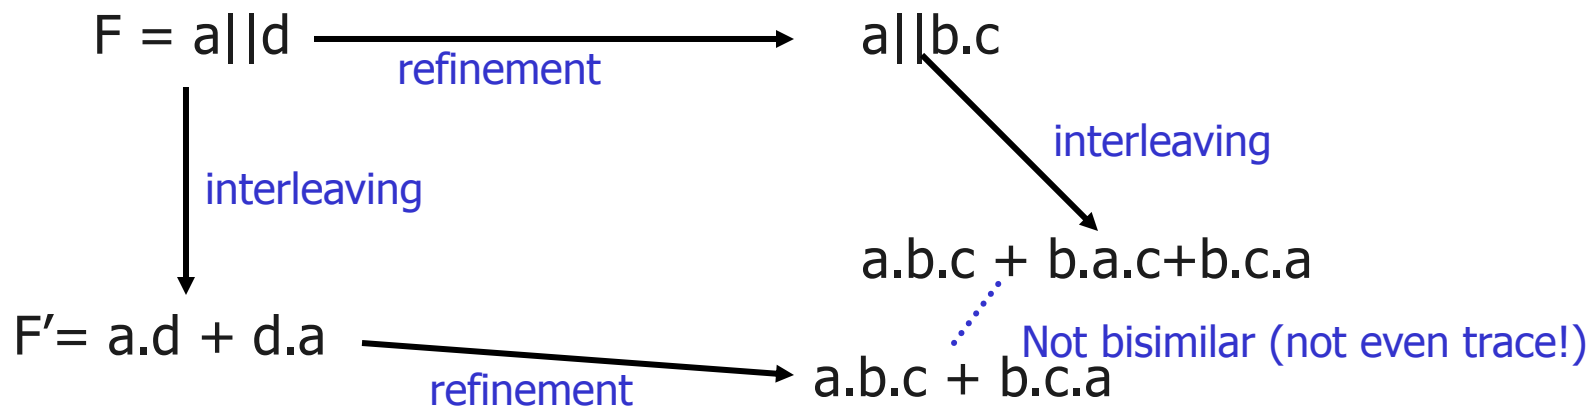 F = a||d
refinement
a||b.c
interleaving
interleaving
a.b.c + b.a.c+b.c.a
F'= a.d + d.a
Not bisimilar (not even trace!)
refinement
a.b.c + b.c.a